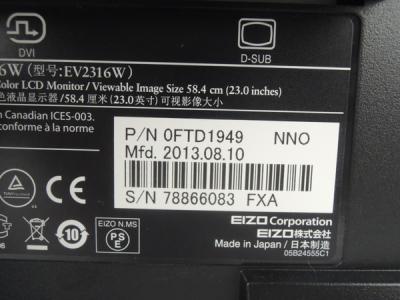 DVI
D-SUB
6W (型号:EV2316W)
Color LCD Monitor / Viewable Image Size 58.4 cm (23.0 inches)
色液晶显示器/58.4 厘米 (23.0英寸) 可视影像大小
n Canadian ICES-003.
conforme à la norme
P/N 0FTD1949 NNO
Mfd. 2013.08.10
S/N 78866083 FXA
EIZO N.MS
PS
E
10
EIZO Corporation
EIZO株式会社
Made in Japan / 日本制造
05B24555C1